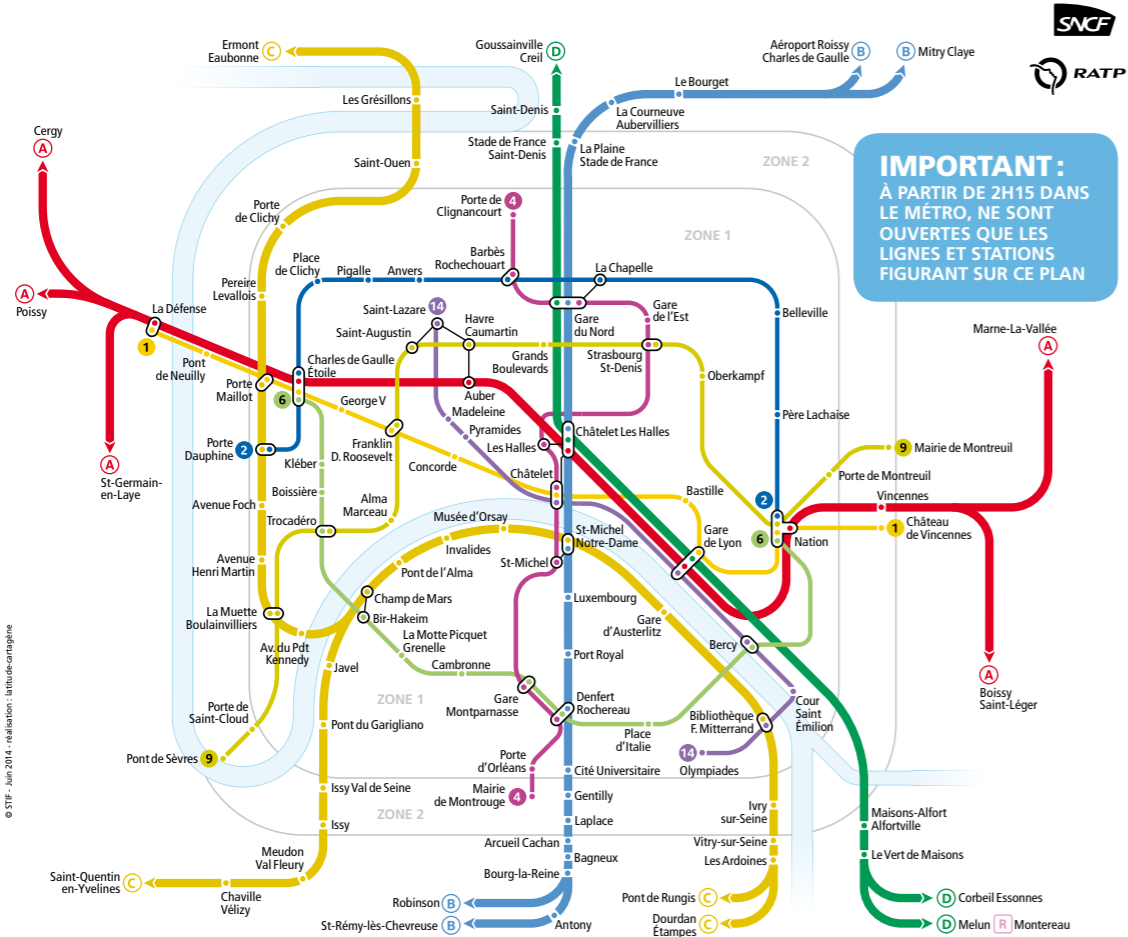 SNCF
RATP
Ermont
Eaubonne
C
Goussainville
Creil
D
Aéroport Roissy
Charles de Gaulle
B
B
Mitry Claye
Le Bourget
Les Grésillons
Saint-Denis
La Courneuve
Aubervilliers
Cergy
A
Stade de France
Saint-Denis
La Plaine
Stade de France
Saint-Ouen
ZONE 2
IMPORTANT :
À PARTIR DE 2H15 DANS
LE MÉTRO, NE SONT
OUVERTES QUE LES
LIGNES ET STATIONS
FIGURANT SUR CE PLAN
Porte
de Clichy
Porte de
Clignancourt
4
ZONE 1
Barbès
Rochechouart
La Chapelle
Place
de Clichy
Pigalle
Anvers
Pereire
Levallois
A
Poissy
La Défense
1
Saint-Lazare
14
Saint-Augustin
Havre
Caumartin
Gare
du Nord
Gare
de l'Est
Belleville
Marne-La-Vallée
A
Pont
de Neuilly
Charles de Gaulle
Étoile
Grands
Boulevards
Strasbourg
St-Denis
Oberkampf
Porte
Maillot
6
George V
Auber
Madeleine
Pyramides
Père Lachaise
Porte
Dauphine
2
Franklin
D. Roosevelt
Les Halles
Châtelet Les Halles
9
Mairie de Montreuil
A
St-Germain-
en-Laye
Kléber
Concorde
Châtelet
Porte de Montreuil
Boissière
Bastille
Vincennes
Avenue Foch
Alma
Marceau
2
Trocadéro
Musée d'Orsay
St-Michel
Notre-Dame
Gare
de Lyon
6
Nation
1
Château
de Vincennes
Invalides
Avenue
Henri Martin
Pont de l'Alma
St-Michel
Champ de Mars
Luxembourg
La Muette
Boulainvilliers
Bir-Hakeim
Gare
d'Austerlitz
Av. du Pdt
Kennedy
La Motte Picquet
Grenelle
Bercy
Javel
Cambronne
Port Royal
A
Boissy
Saint-Léger
ZONE 1
Gare
Montparnasse
Denfert
Rochereau
Cour
Saint
Émilion
Porte de
Saint-Cloud
Pont du Garigliano
Place
d'Italie
Bibliothèque
F. Mitterrand
Pont de Sèvres
9
Porte
d'Orléans
14
Olympiades
Cité Universitaire
Issy Val de Seine
Mairie
de Montrouge
4
Gentilly
ZONE 2
Laplace
Ivry
sur-Seine
Maisons-Alfort
Alfortville
Issy
Arcueil Cachan
Vitry-sur-Seine
Meudon
Val Fleury
Bagneux
Les Ardoines
Le Vert de Maisons
Saint-Quentin
en-Yvelines
C
Bourg-la-Reine
Chaville
Vélizy
Robinson
B
Pont de Rungis
C
D
Corbeil Essonnes
St-Rémy-lès-Chevreuse
B
Antony
Dourdan
Étampes
C
D
Melun
R
Montereau
© STIF - Juin 2014 - réalisation : latitude-cartagène